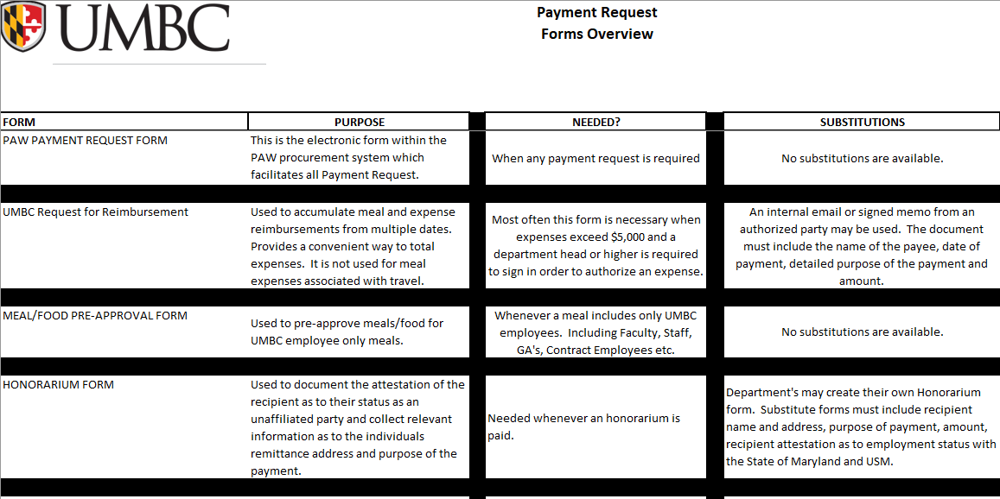 UMBC
Payment Request
Forms Overview
FORM
PURPOSE
NEEDED?
SUBSTITUTIONS
PAW PAYMENT REQUEST FORM
This is the electronic form within the
PAW procurement system which
facilitates all Payment Request.
When any payment request is required
No substitutions are available.
UMBC Request for Reimbursement
Used to accumulate meal and expense
reimbursements from multiple dates.
Provides a convenient way to total
expenses.  It is not used for meal
expenses associated with travel.
Most often this form is necessary when
expenses exceed $5,000 and a
department head or higher is required
to sign in order to authorize an expense.
An internal email or signed memo from an
authorized party may be used.  The document
must include the name of the payee, date of
payment, detailed purpose of the payment and
amount.
MEAL/FOOD PRE-APPROVAL FORM
Used to pre-approve meals/food for
UMBC employee only meals.
Whenever a meal includes only UMBC
employees.  Including Faculty, Staff,
GA's, Contract Employees etc.
No substitutions are available.
HONORARIUM FORM
Used to document the attestation of the
recipient as to their status as an
unaffiliated party and collect relevant
information as to the individuals
remittance address and purpose of the
payment.
Needed whenever an honorarium is
paid.
Department's may create their own Honorarium
form.  Substitute forms must include recipient
name and address, purpose of payment, amount,
recipient attestation as to employment status with
the State of Maryland and USM.